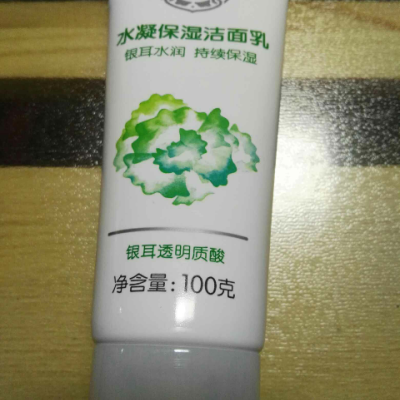 水凝保湿洁面乳
银耳水润 持续保湿
银耳透明质酸
净含量:100克